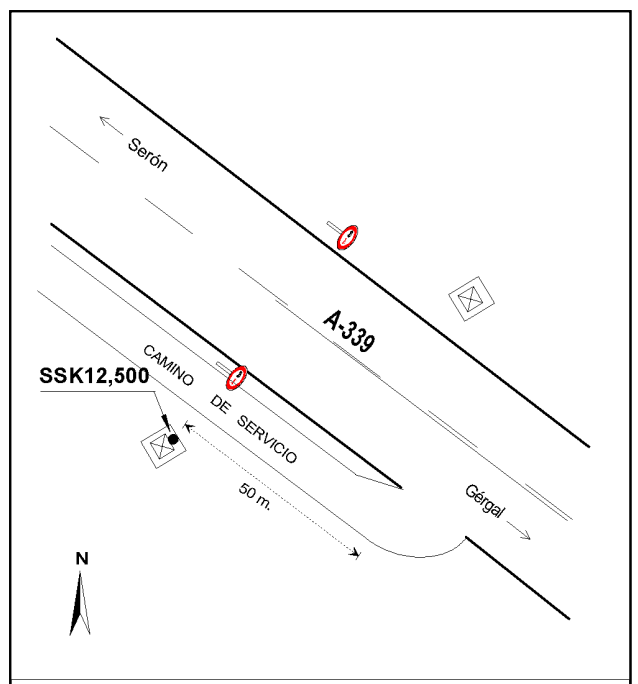 Serón
A-339
CAMINO DE SERVICIO
SSK12,500
50 m.
Gérgal
N